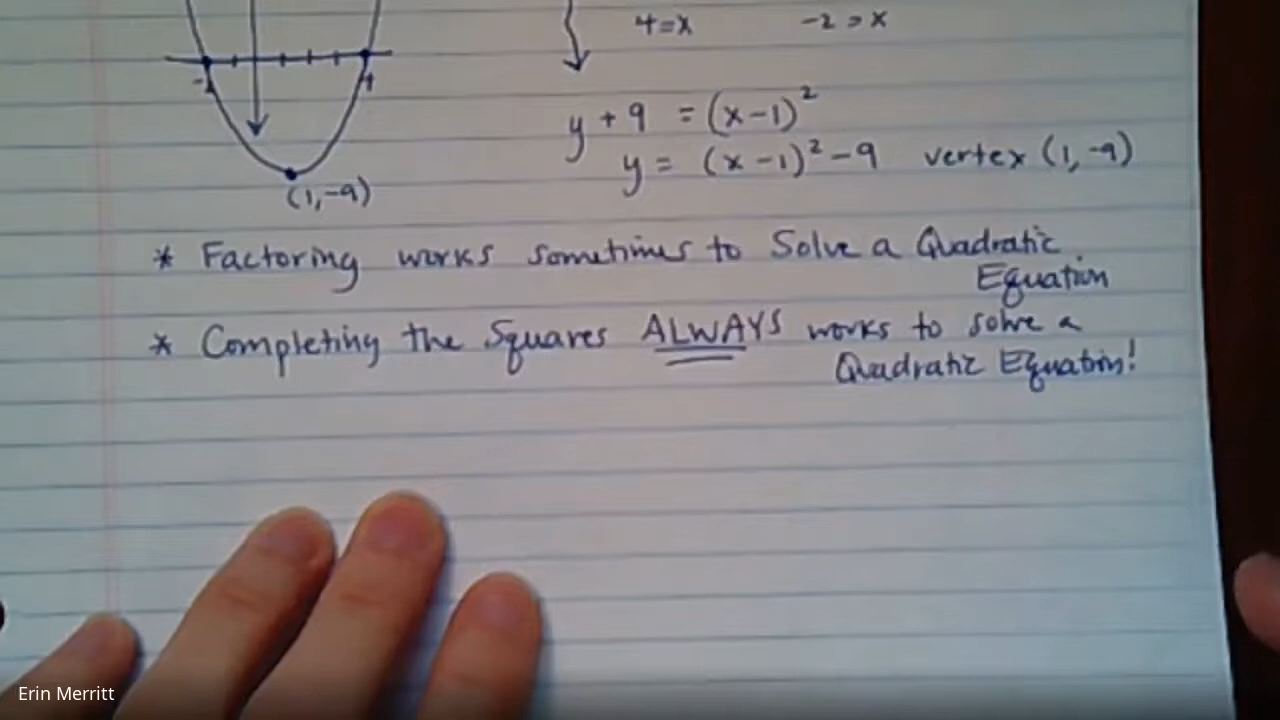 4=x -2=x
-2 4
y + 9 = (x-1)²
y = (x-1)² -9 vertex (1,-9)
(1,-9)
* Factoring works sometimes to Solve a Quadratic
Equation
* Completing the Squares ALWAYS works to solve a
Quadratic Equation!
Erin Merritt